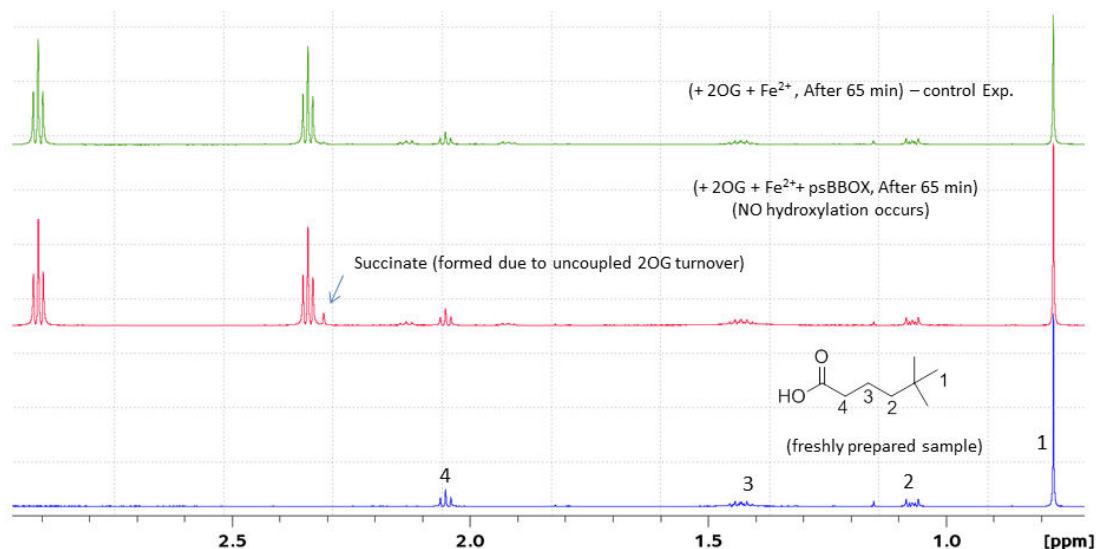 (+ 2OG + Fe²⁺ , After 65 min) – control Exp.
(+ 2OG + Fe²⁺+ psBBOX, After 65 min)
(NO hydroxylation occurs)
Succinate (formed due to uncoupled 2OG turnover)
O
HO
4
3
2
1
(freshly prepared sample)
4
3
2
1
2.5 2.0 1.5 1.0 [ppm]